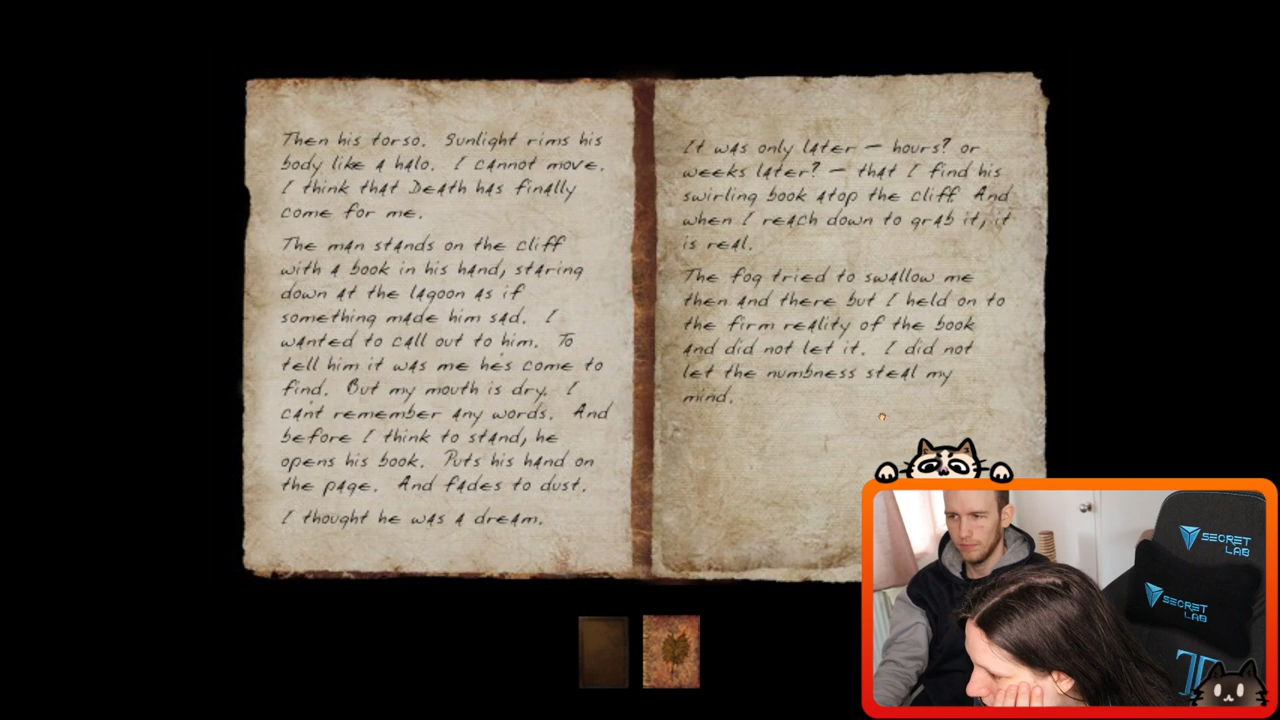 Then his torso. Sunlight rims his
body like a halo. I cannot move.
I think that Death has finally
come for me.
The man stands on the cliff
with a book in his hand, staring
down at the lagoon as if
something made him sad. I
wanted to call out to him. To
tell him it was me he's come to
find. But my mouth is dry. I
can't remember any words. And
before I think to stand, he
opens his book. Puts his hand on
the page. And fades to dust.
I thought he was a dream.
It was only later – hours? or
weeks later? – that I find his
swirling book atop the cliff. And
when I reach down to grab it, it
is real.
The fog tried to swallow me
then and there but I held on to
the firm reality of the book
and did not let it. I did not
let the numbness steal my
mind.
SECRET
LAB
SECRET
LAB